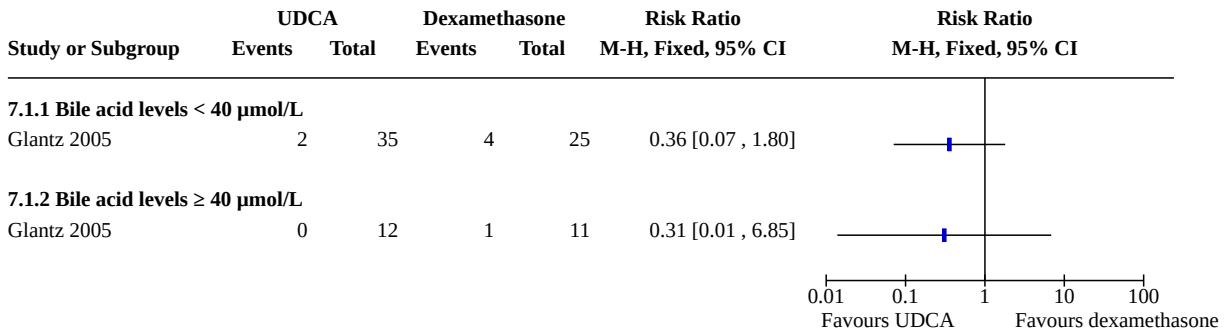 UDCA Dexamethasone Risk Ratio Risk Ratio
Study or Subgroup Events Total Events Total M-H, Fixed, 95% CI M-H, Fixed, 95% CI
7.1.1 Bile acid levels < 40 µmol/L
Glantz 2005 2 35 4 25 0.36 [0.07 , 1.80]
7.1.2 Bile acid levels ≥ 40 µmol/L
Glantz 2005 0 12 1 11 0.31 [0.01 , 6.85]
0.01 0.1 1 10 100
Favours UDCA Favours dexamethasone